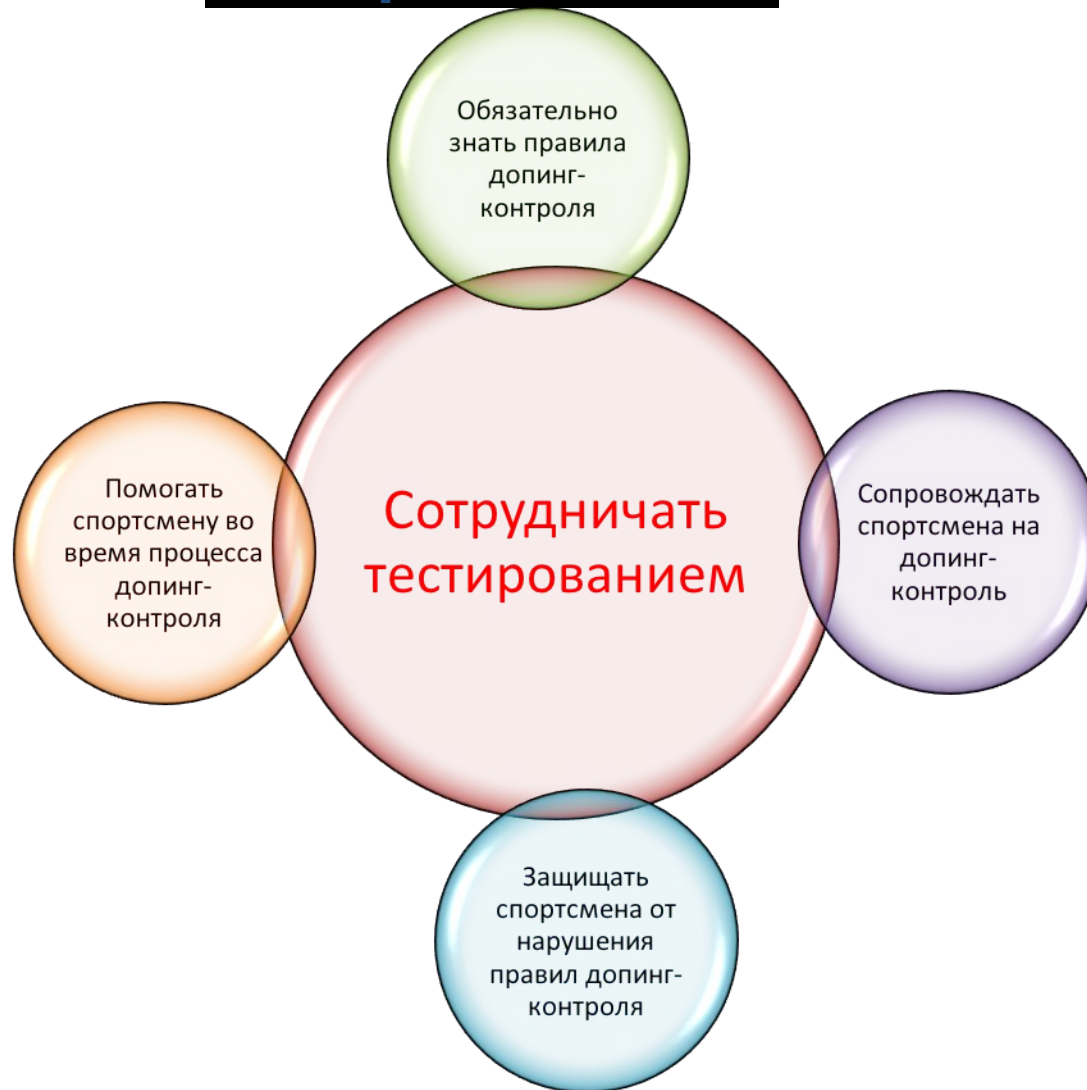 Обязательно
знать правила
допинг-
контроля
Помогать
спортсмену во
время процесса
допинг-
контроля
Сотрудничать
тестированием
Сопровождать
спортсмена на
допинг-
контроль
Защищать
спортсмена от
нарушения
правил допинг-
контроля